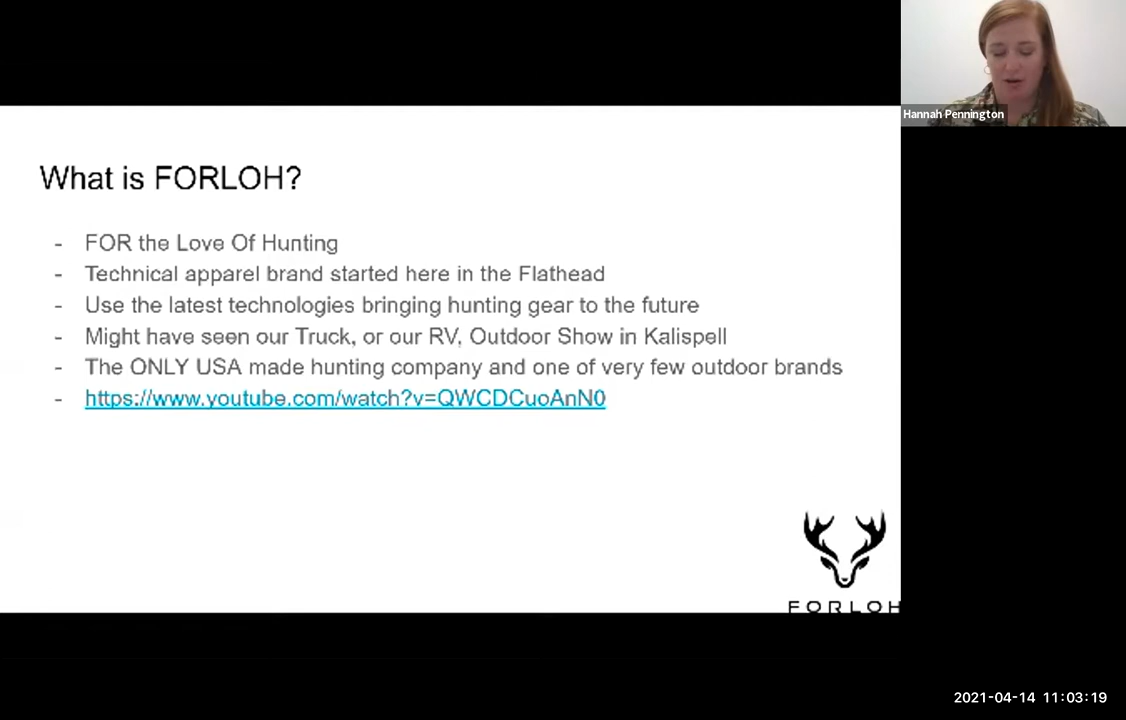 Hannah Pennington
What is FORLOH?
- FOR the Love Of Hunting
- Technical apparel brand started here in the Flathead
- Use the latest technologies bringing hunting gear to the future
- Might have seen our Truck, or our RV, Outdoor Show in Kalispell
- The ONLY USA made hunting company and one of very few outdoor brands
- https://www.youtube.com/watch?v=QWCDCuoAnN0
FORLOH
2021-04-14 11:03:19